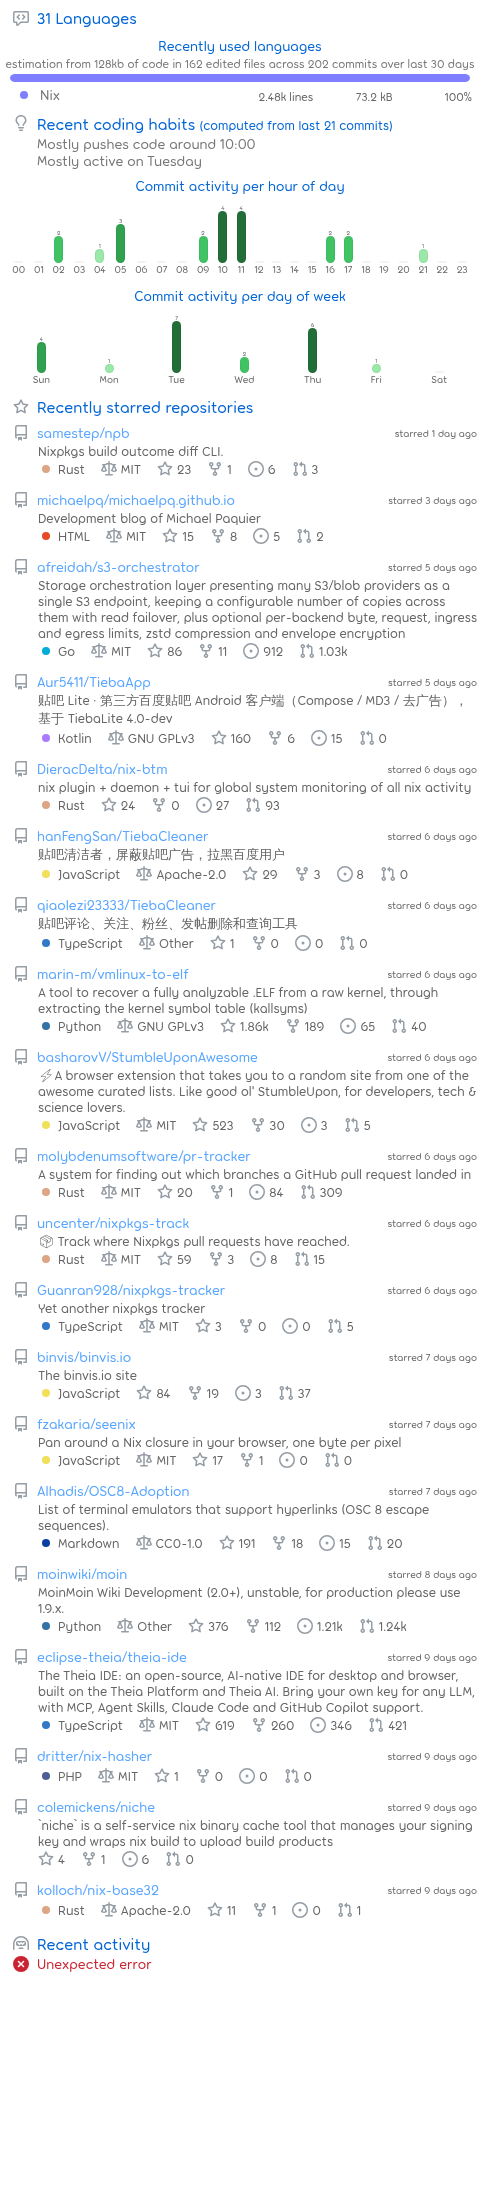 31 Languages
Recently used languages
estimation from 128kb of code in 162 edited files across 202 commits over last 30 days
Nix 2.48k lines 73.2 kB 100%
Recent coding habits (computed from last 21 commits)
Mostly pushes code around 10:00
Mostly active on Tuesday
Commit activity per hour of day
2 1 3 2 4 4 2 2 1
00 01 02 03 04 05 06 07 08 09 10 11 12 13 14 15 16 17 18 19 20 21 22 23
Commit activity per day of week
4 1 7 2 6 1
Sun Mon Tue Wed Thu Fri Sat
Recently starred repositories
samestep/npb starred 1 day ago
Nixpkgs build outcome diff CLI.
Rust MIT 23 1 6 3
michaelpq/michaelpq.github.io starred 3 days ago
Development blog of Michael Paquier
HTML MIT 15 8 5 2
afreidah/s3-orchestrator starred 5 days ago
Storage orchestration layer presenting many S3/blob providers as a
single S3 endpoint, keeping a configurable number of copies across
them with read failover, plus optional per-backend byte, request, ingress
and egress limits, zstd compression and envelope encryption
Go MIT 86 11 912 1.03k
Aur5411/TiebaApp starred 5 days ago
贴吧 Lite · 第三方百度贴吧 Android 客户端（Compose / MD3 / 去广告），
基于 TiebaLite 4.0-dev
Kotlin GNU GPLv3 160 6 15 0
DieracDelta/nix-btm starred 6 days ago
nix plugin + daemon + tui for global system monitoring of all nix activity
Rust 24 0 27 93
hanFengSan/TiebaCleaner starred 6 days ago
贴吧清洁者，屏蔽贴吧广告，拉黑百度用户
JavaScript Apache-2.0 29 3 8 0
qiaolezi23333/TiebaCleaner starred 6 days ago
贴吧评论、关注、粉丝、发帖删除和查询工具
TypeScript Other 1 0 0 0
marin-m/vmlinux-to-elf starred 6 days ago
A tool to recover a fully analyzable .ELF from a raw kernel, through
extracting the kernel symbol table (kallsyms)
Python GNU GPLv3 1.86k 189 65 40
basharovV/StumbleUponAwesome starred 6 days ago
⚡A browser extension that takes you to a random site from one of the
awesome curated lists. Like good ol' StumbleUpon, for developers, tech &
science lovers.
JavaScript MIT 523 30 3 5
molybdenumsoftware/pr-tracker starred 6 days ago
A system for finding out which branches a GitHub pull request landed in
Rust MIT 20 1 84 309
uncenter/nixpkgs-track starred 6 days ago
📦 Track where Nixpkgs pull requests have reached.
Rust MIT 59 3 8 15
Guanran928/nixpkgs-tracker starred 6 days ago
Yet another nixpkgs tracker
TypeScript MIT 3 0 0 5
binvis/binvis.io starred 7 days ago
The binvis.io site
JavaScript 84 19 3 37
fzakaria/seenix starred 7 days ago
Pan around a Nix closure in your browser, one byte per pixel
JavaScript MIT 17 1 0 0
Alhadis/OSC8-Adoption starred 7 days ago
List of terminal emulators that support hyperlinks (OSC 8 escape
sequences).
Markdown CC0-1.0 191 18 15 20
moinwiki/moin starred 8 days ago
MoinMoin Wiki Development (2.0+), unstable, for production please use
1.9.x.
Python Other 376 112 1.21k 1.24k
eclipse-theia/theia-ide starred 9 days ago
The Theia IDE: an open-source, AI-native IDE for desktop and browser,
built on the Theia Platform and Theia AI. Bring your own key for any LLM,
with MCP, Agent Skills, Claude Code and GitHub Copilot support.
TypeScript MIT 619 260 346 421
dritter/nix-hasher starred 9 days ago
PHP MIT 1 0 0 0
colemickens/niche starred 9 days ago
`niche` is a self-service nix binary cache tool that manages your signing
key and wraps nix build to upload build products
4 1 6 0
kolloch/nix-base32 starred 9 days ago
Rust Apache-2.0 11 1 0 1
Recent activity
Unexpected error